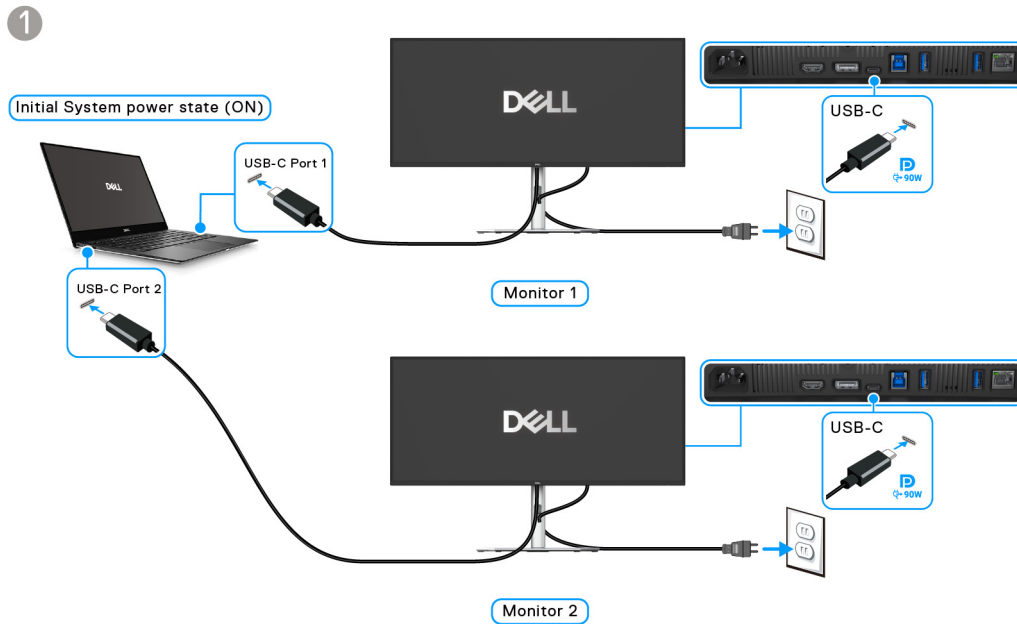 1
Initial System power state (ON)
DELL
USB-C Port 1
USB-C Port 2
DELL
USB-C
90W
Monitor 1
DELL
USB-C
90W
Monitor 2